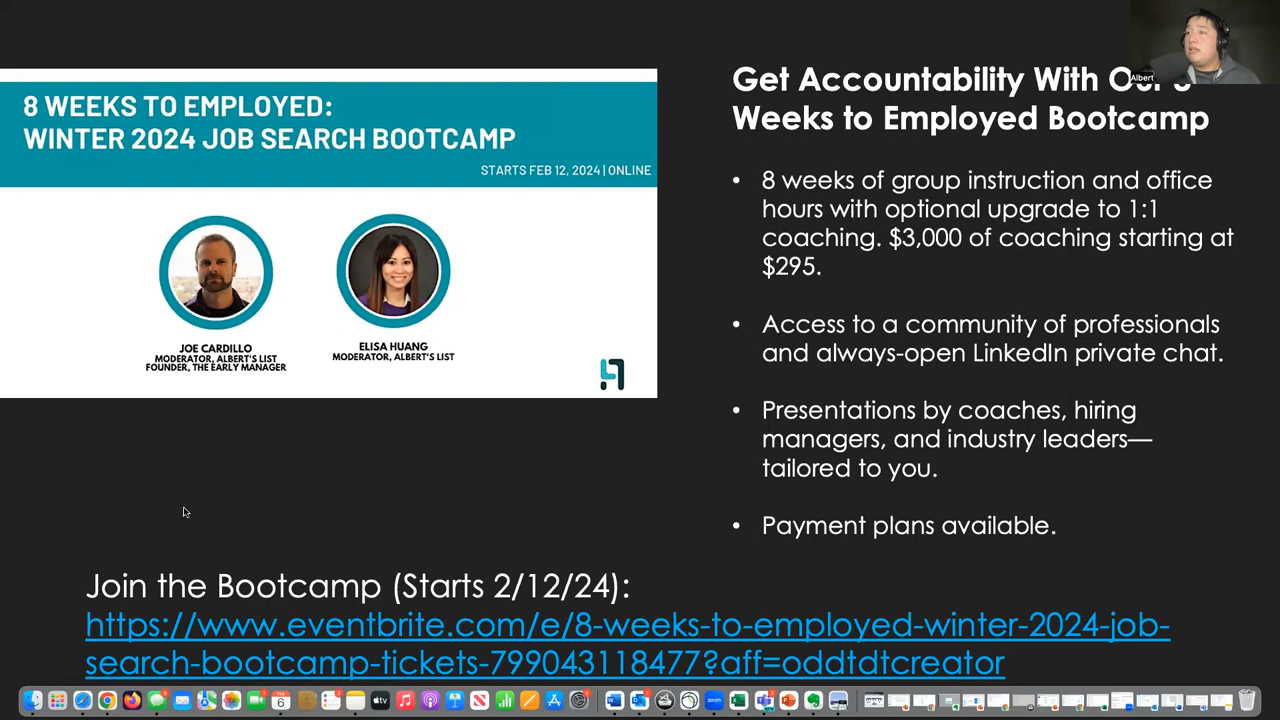 8 WEEKS TO EMPLOYED:
WINTER 2024 JOB SEARCH BOOTCAMP
STARTS FEB 12, 2024 | ONLINE
JOE CARDILLO
MODERATOR, ALBERT'S LIST
FOUNDER, THE EARLY MANAGER
ELISA HUANG
MODERATOR, ALBERT'S LIST
Albert
Get Accountability With Our 8
Weeks to Employed Bootcamp
• 8 weeks of group instruction and office
hours with optional upgrade to 1:1
coaching. $3,000 of coaching starting at
$295.
• Access to a community of professionals
and always-open LinkedIn private chat.
• Presentations by coaches, hiring
managers, and industry leaders—
tailored to you.
• Payment plans available.
Join the Bootcamp (Starts 2/12/24):
https://www.eventbrite.com/e/8-weeks-to-employed-winter-2024-job-
search-bootcamp-tickets-799043118477?aff=oddtdtcreator